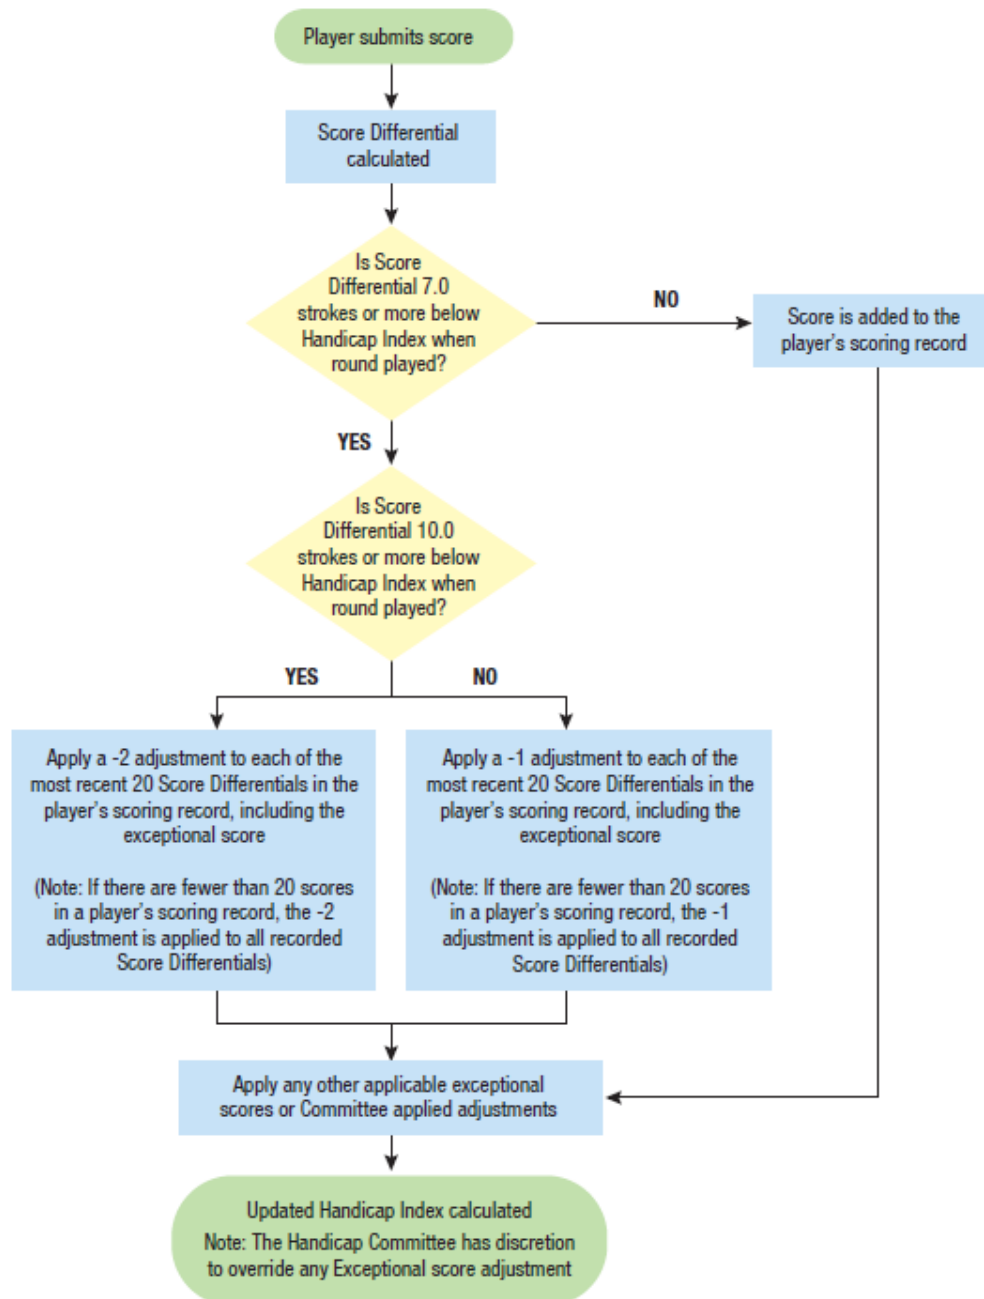 Player submits score
Score Differential
calculated
Is Score
Differential 7.0
strokes or more below
Handicap Index when
round played?
NO
Score is added to the
player's scoring record
YES
Is Score
Differential 10.0
strokes or more below
Handicap Index when
round played?
YES
NO
Apply a -2 adjustment to each of the
most recent 20 Score Differentials in the
player's scoring record, including the
exceptional score
(Note: If there are fewer than 20 scores
in a player's scoring record, the -2
adjustment is applied to all recorded
Score Differentials)
Apply a -1 adjustment to each of the
most recent 20 Score Differentials in the
player's scoring record, including the
exceptional score
(Note: If there are fewer than 20 scores
in a player's scoring record, the -1
adjustment is applied to all recorded
Score Differentials)
Apply any other applicable exceptional
scores or Committee applied adjustments
Updated Handicap Index calculated
Note: The Handicap Committee has discretion
to override any Exceptional score adjustment